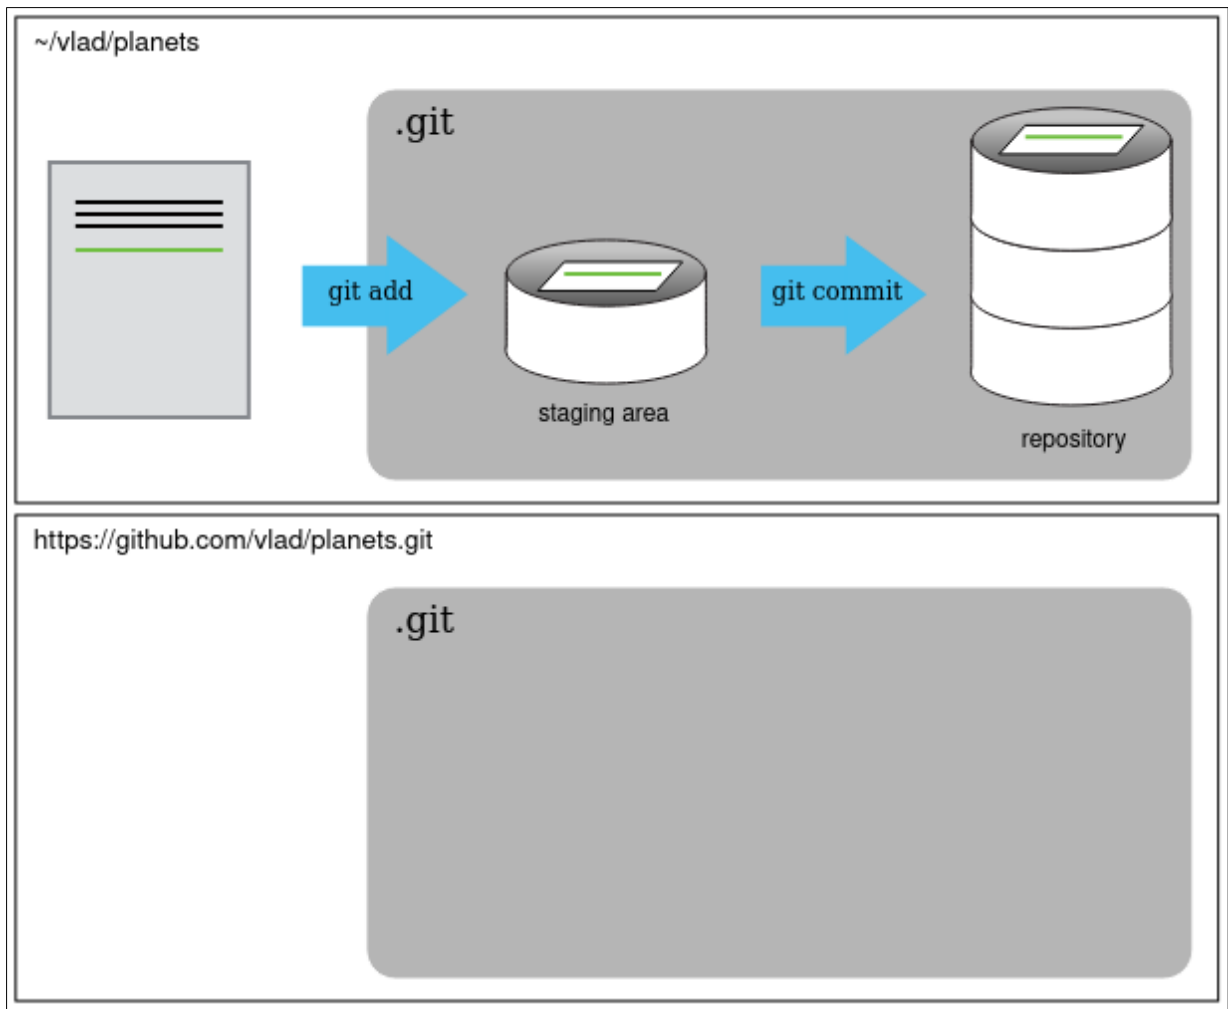 ~/vlad/planets
.git
git add
git commit
staging area
repository
https://github.com/vlad/planets.git
.git